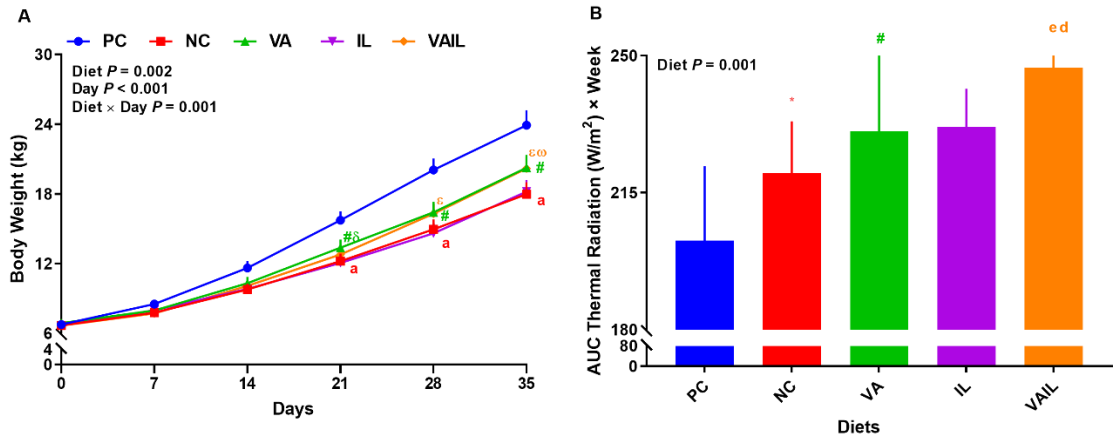 A
PC NC VA IL VAIL
Diet P = 0.002
Day P < 0.001
Diet × Day P = 0.001
Body Weight (kg)
30
24
18
12
6
4
0
#δ
a
ε
#
a
εω
#
a
0 7 14 21 28 35
Days
B
Diet P = 0.001
AUC Thermal Radiation (W/m²) × Week
250
215
180
80
0
*
#
e d
PC NC VA IL VAIL
Diets